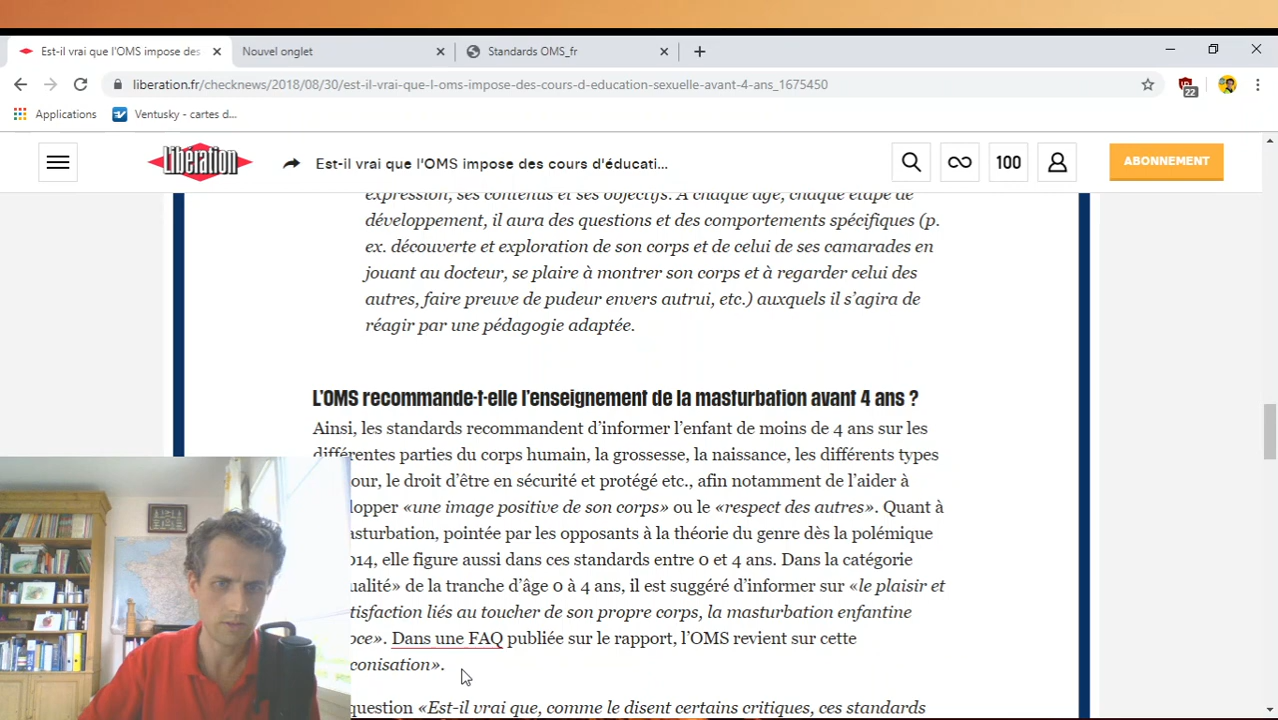 Est-il vrai que l'OMS impose des
Nouvel onglet
Standards OMS_fr
liberation.fr/checknews/2018/08/30/est-il-vrai-que-l-oms-impose-des-cours-d-education-sexuelle-avant-4-ans_1675450
22
Applications
Ventusky - cartes d...
Libération
Est-il vrai que l'OMS impose des cours d'éducati...
100
ABONNEMENT
expression, ses contenus et ses objectifs. A chaque âge, chaque étape de
développement, il aura des questions et des comportements spécifiques (p.
ex. découverte et exploration de son corps et de celui de ses camarades en
jouant au docteur, se plaire à montrer son corps et à regarder celui des
autres, faire preuve de pudeur envers autrui, etc.) auxquels il s'agira de
réagir par une pédagogie adaptée.
L'OMS recommande-t-elle l'enseignement de la masturbation avant 4 ans ?
Ainsi, les standards recommandent d'informer l'enfant de moins de 4 ans sur les
différentes parties du corps humain, la grossesse, la naissance, les différents types
our, le droit d'être en sécurité et protégé etc., afin notamment de l'aider à
lopper «une image positive de son corps» ou le «respect des autres». Quant à
asturbation, pointée par les opposants à la théorie du genre dès la polémique
014, elle figure aussi dans ces standards entre 0 et 4 ans. Dans la catégorie
ualité» de la tranche d'âge 0 à 4 ans, il est suggéré d'informer sur «le plaisir et
tisfaction liés au toucher de son propre corps, la masturbation enfantine
oce». Dans une FAQ publiée sur le rapport, l'OMS revient sur cette
conisation».
question «Est-il vrai que, comme le disent certains critiques, ces standards